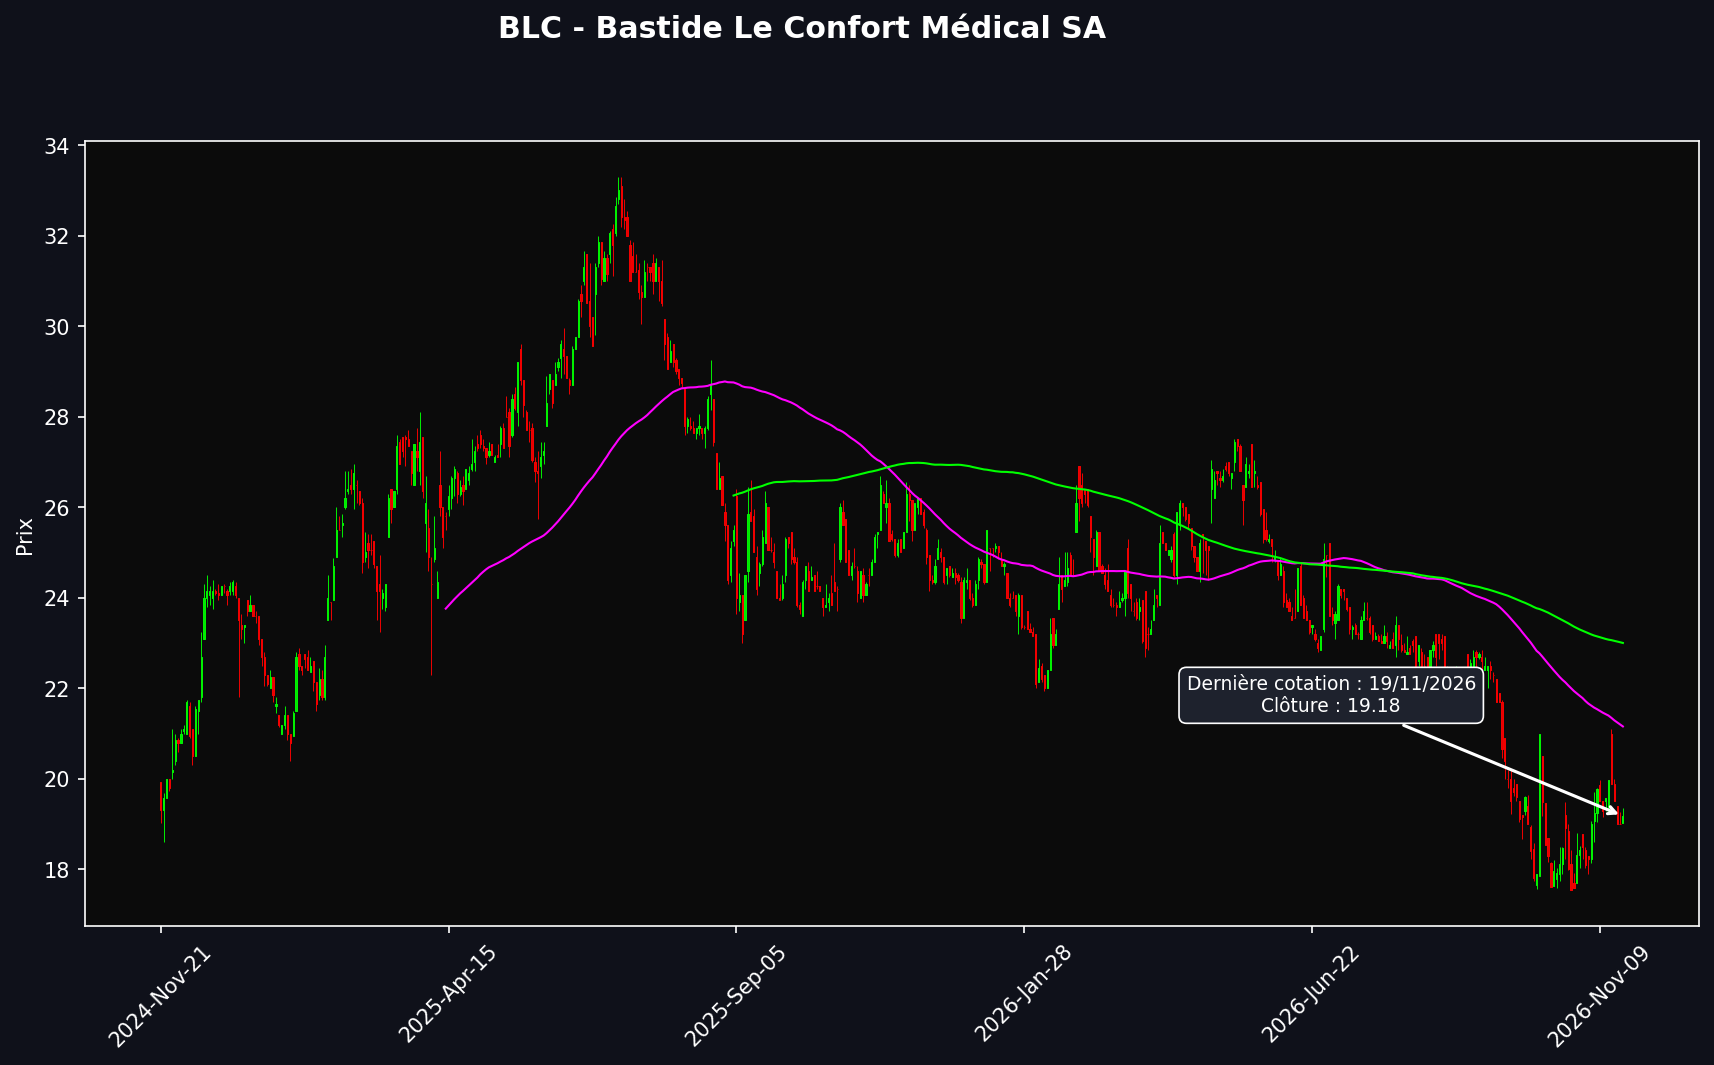 BLC - Bastide Le Confort Médical SA
Prix
34
32
30
28
26
24
22
20
18
Dernière cotation : 19/11/2026
Clôture : 19.18
2024-Nov-21
2025-Apr-15
2025-Sep-05
2026-Jan-28
2026-Jun-22
2026-Nov-09